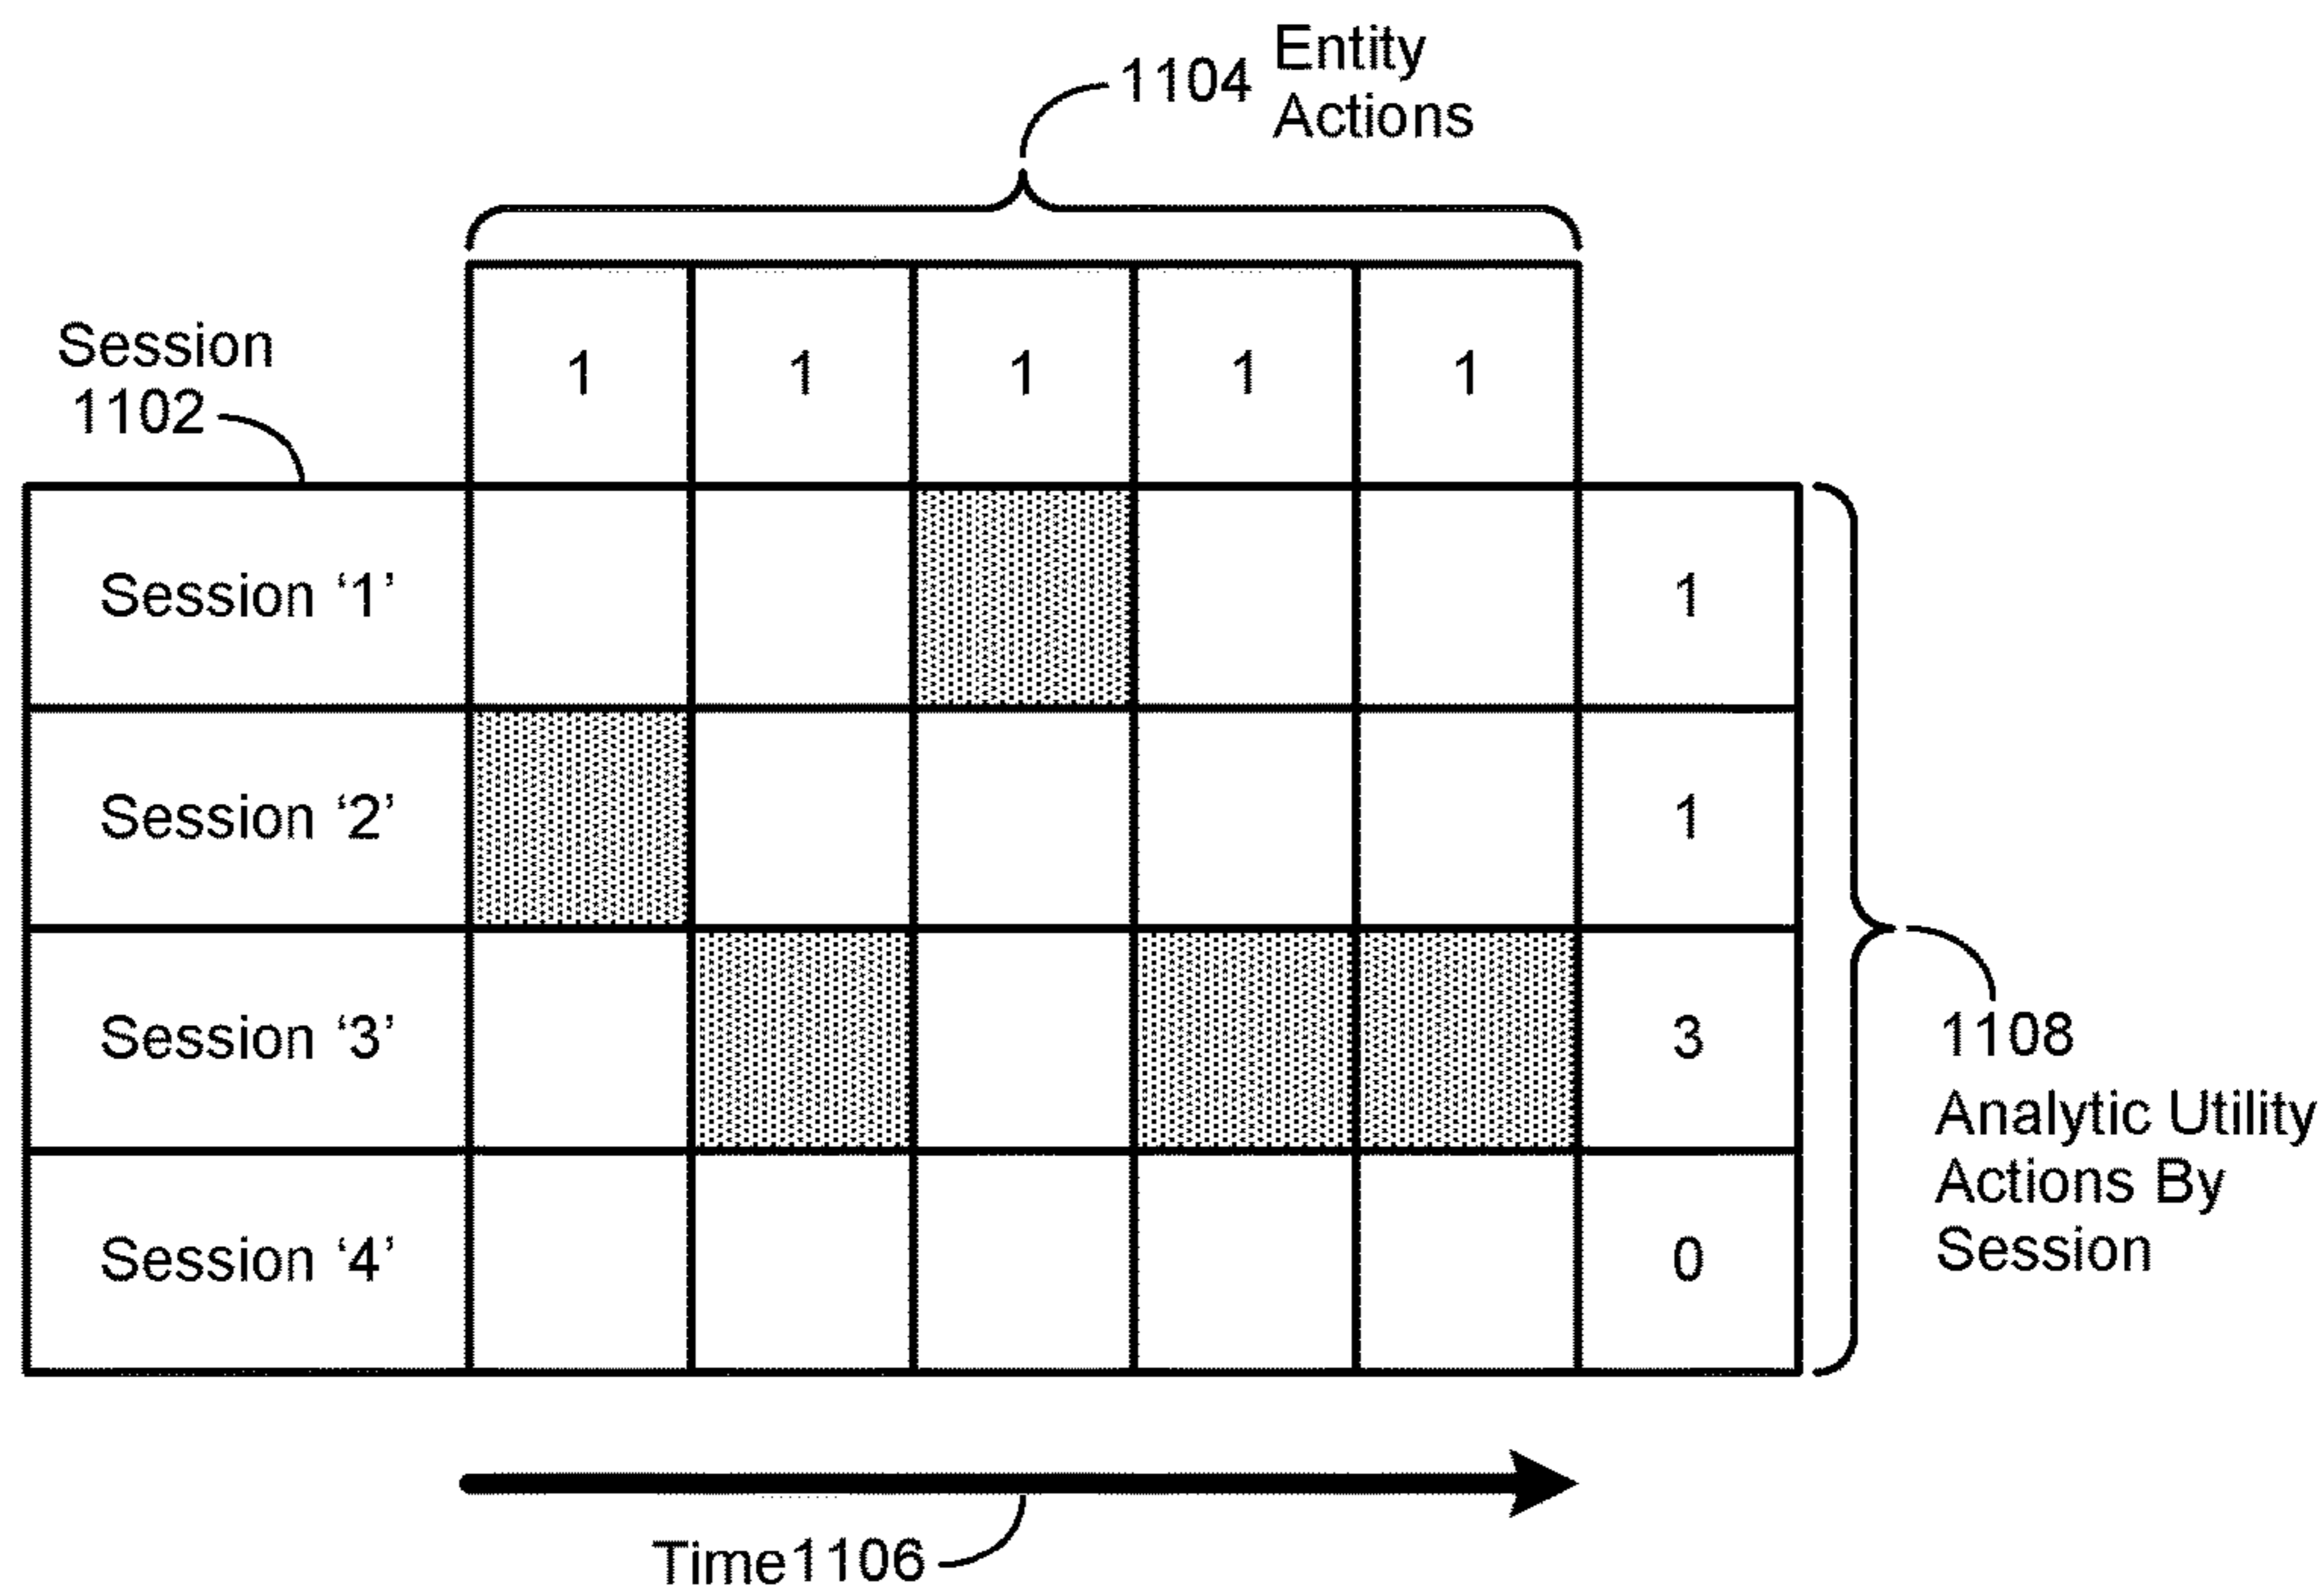 1104 Entity
Actions
Session
1102
1 1 1 1 1
Session ‘1’ 1
Session ‘2’ 1
Session ‘3’ 3
Session ‘4’ 0
1108
Analytic Utility
Actions By
Session
Time1106